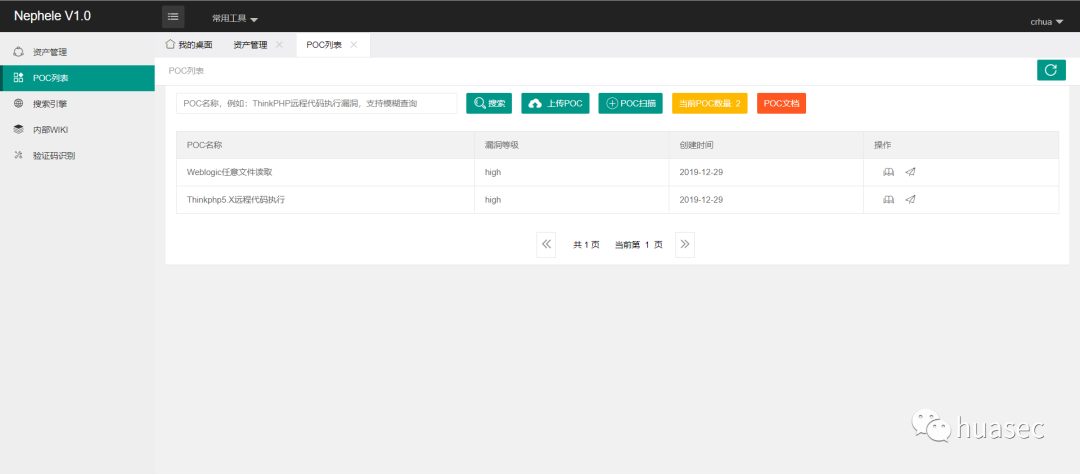 Nephele V1.0 常用工具 crhua
资产管理
POC列表
搜索引擎
内部WIKI
验证码识别
我的桌面 资产管理 POC列表
POC列表
POC名称，例如：ThinkPHP远程代码执行漏洞，支持模糊查询 搜索 上传POC POC扫描 当前POC数量: 2 POC文档
POC名称 漏洞等级 创建时间 操作
Weblogic任意文件读取 high 2019-12-29
Thinkphp5.X远程代码执行 high 2019-12-29
共 1 页 当前第 1 页
huasec